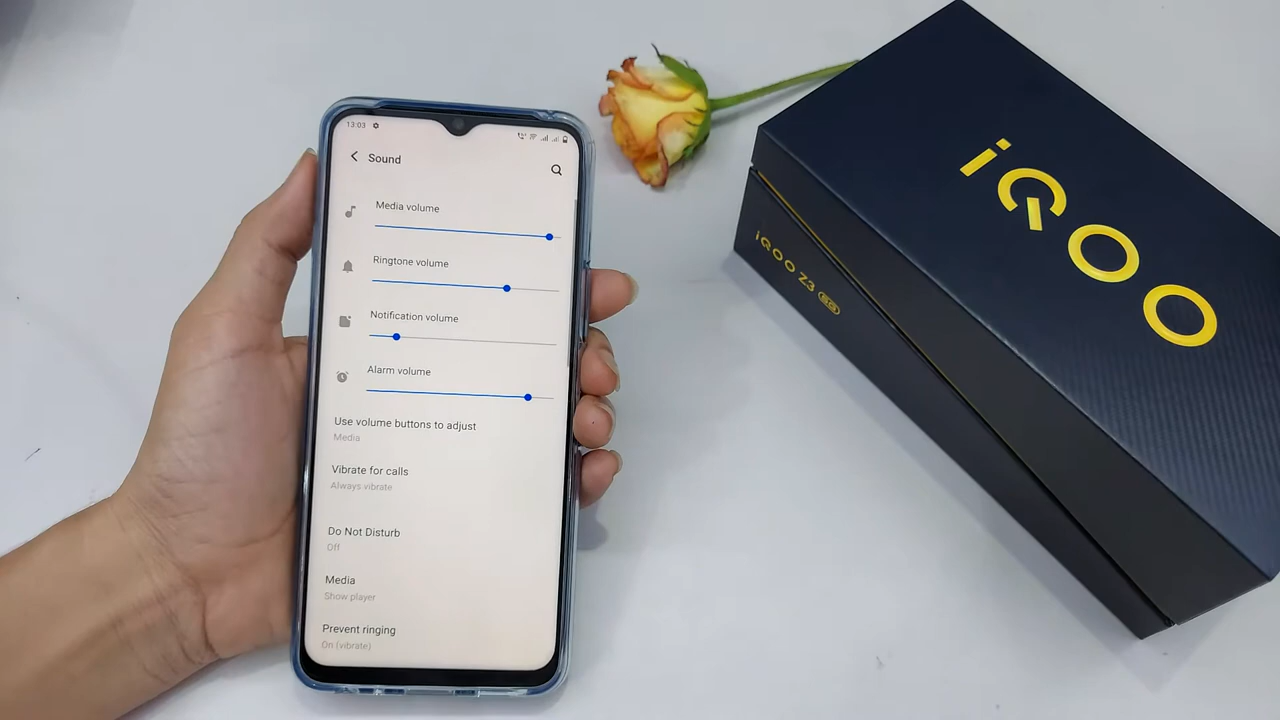 13:03
Sound
Media volume
Ringtone volume
Notification volume
Alarm volume
Use volume buttons to adjust
Media
Vibrate for calls
Always vibrate
Do Not Disturb
Off
Media
Show player
Prevent ringing
On (vibrate)
iQOO
iQOO Z3 5G